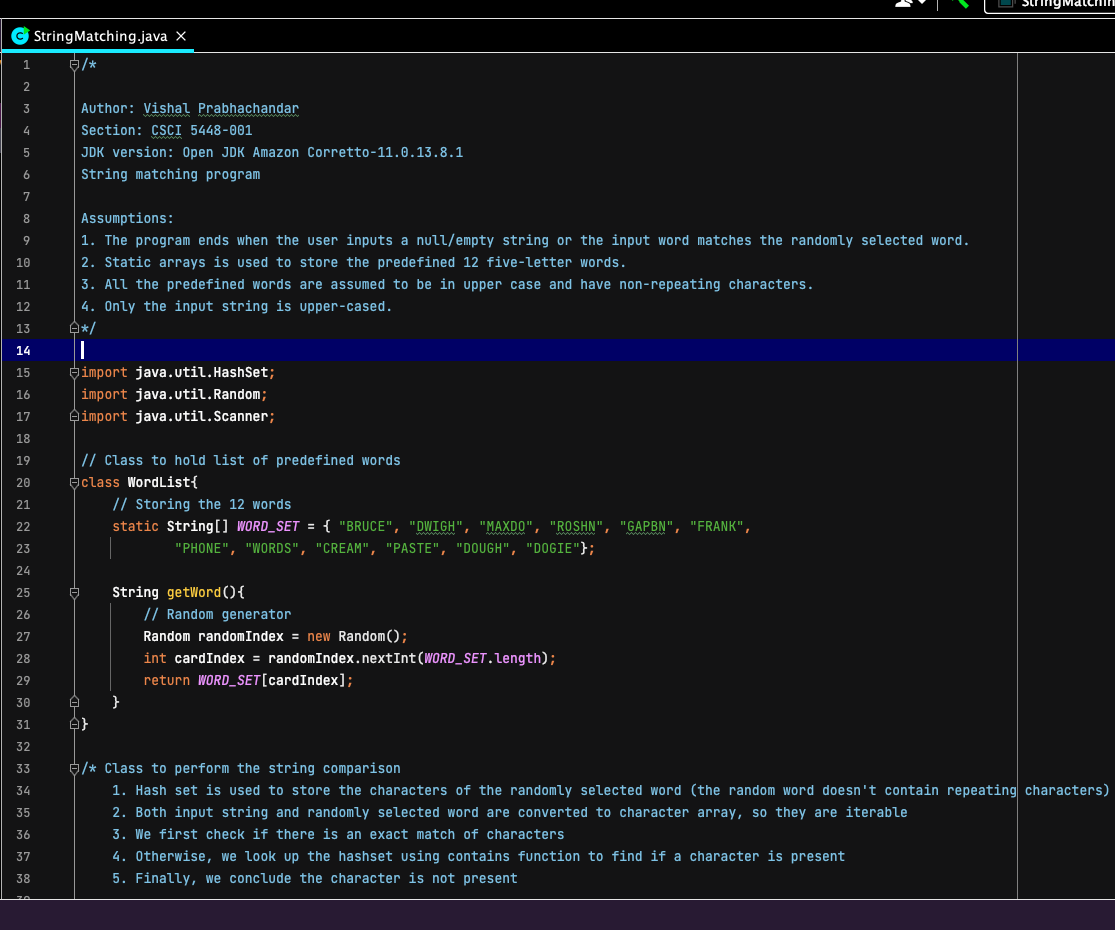 StringMatchin
StringMatching.java
1 /*
2
3 Author: Vishal Prabhachandar
4 Section: CSCI 5448-001
5 JDK version: Open JDK Amazon Corretto-11.0.13.8.1
6 String matching program
7
8 Assumptions:
9 1. The program ends when the user inputs a null/empty string or the input word matches the randomly selected word.
10 2. Static arrays is used to store the predefined 12 five-letter words.
11 3. All the predefined words are assumed to be in upper case and have non-repeating characters.
12 4. Only the input string is upper-cased.
13 */
14
15 import java.util.HashSet;
16 import java.util.Random;
17 import java.util.Scanner;
18
19 // Class to hold list of predefined words
20 class WordList{
21 // Storing the 12 words
22 static String[] WORD_SET = { "BRUCE", "DWIGH", "MAXDO", "ROSHN", "GAPBN", "FRANK",
23 "PHONE", "WORDS", "CREAM", "PASTE", "DOUGH", "DOGIE"};
24
25 String getWord(){
26 // Random generator
27 Random randomIndex = new Random();
28 int cardIndex = randomIndex.nextInt(WORD_SET.length);
29 return WORD_SET[cardIndex];
30 }
31 }
32
33 /* Class to perform the string comparison
34 1. Hash set is used to store the characters of the randomly selected word (the random word doesn't contain repeating characters)
35 2. Both input string and randomly selected word are converted to character array, so they are iterable
36 3. We first check if there is an exact match of characters
37 4. Otherwise, we look up the hashset using contains function to find if a character is present
38 5. Finally, we conclude the character is not present